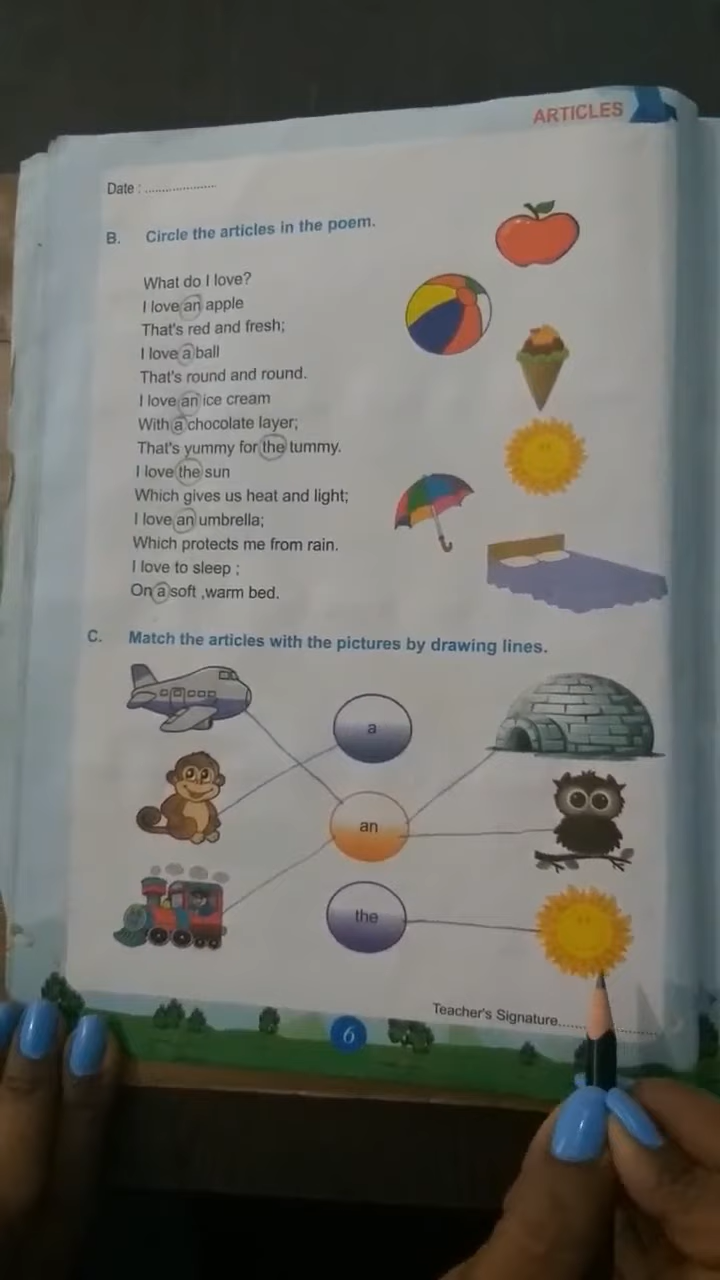 ARTICLES
Date : ...................
B. Circle the articles in the poem.
What do I love?
I love an apple
That's red and fresh;
I love a ball
That's round and round.
I love an ice cream
With a chocolate layer;
That's yummy for the tummy.
I love the sun
Which gives us heat and light;
I love an umbrella;
Which protects me from rain.
I love to sleep ;
On a soft ,warm bed.
C. Match the articles with the pictures by drawing lines.
a
an
the
Teacher's Signature......................
6